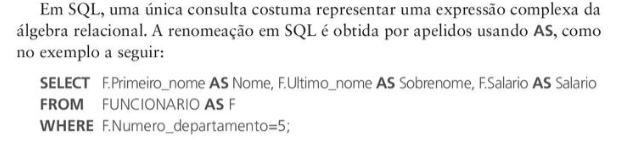 Em SQL, uma única consulta costuma representar uma expressão complexa da
álgebra relacional. A renomeação em SQL é obtida por apelidos usando AS, como
no exemplo a seguir:
SELECT F.Primeiro_nome AS Nome, F.Ultimo_nome AS Sobrenome, F.Salario AS Salario
FROM FUNCIONARIO AS F
WHERE F.Numero_departamento=5;